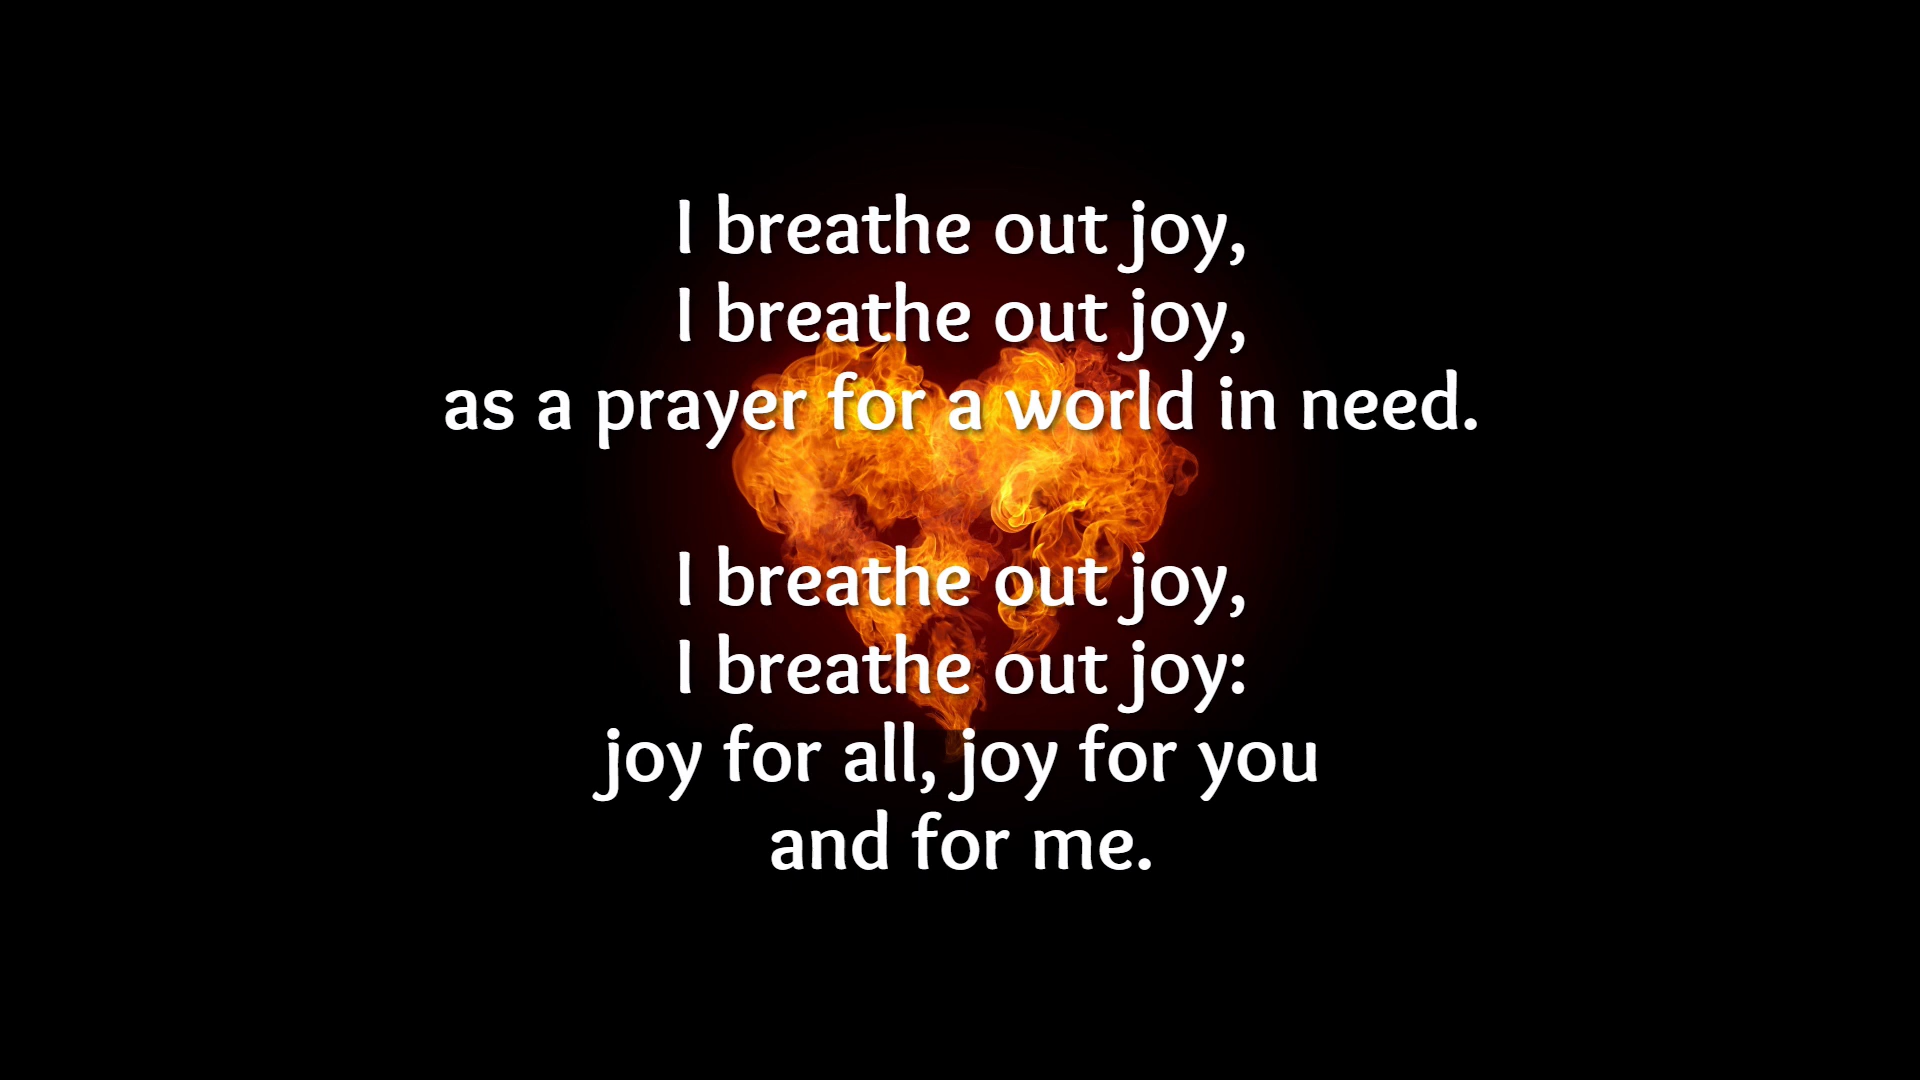 I breathe out joy,
I breathe out joy,
as a prayer for a world in need.
I breathe out joy,
I breathe out joy:
joy for all, joy for you
and for me.